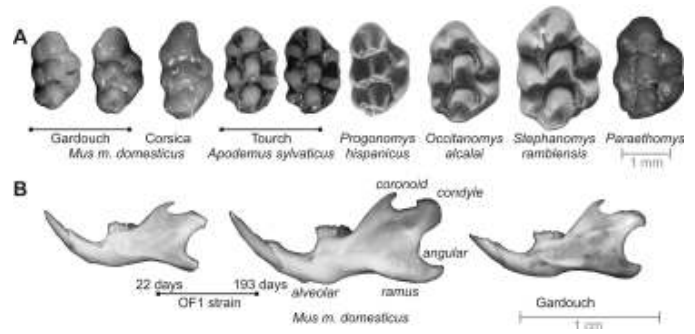 A
Gardouch Corsica Tourch Progonomys Occitanomys Stephanomys Paraethomys
Mus m. domesticus Apodemus sylvaticus hispanicus alcalai ramblensis
1 mm
B
coronoid
condyle
angular
22 days 193 days
OF1 strain
alveolar
ramus
Mus m. domesticus
Gardouch
1 cm